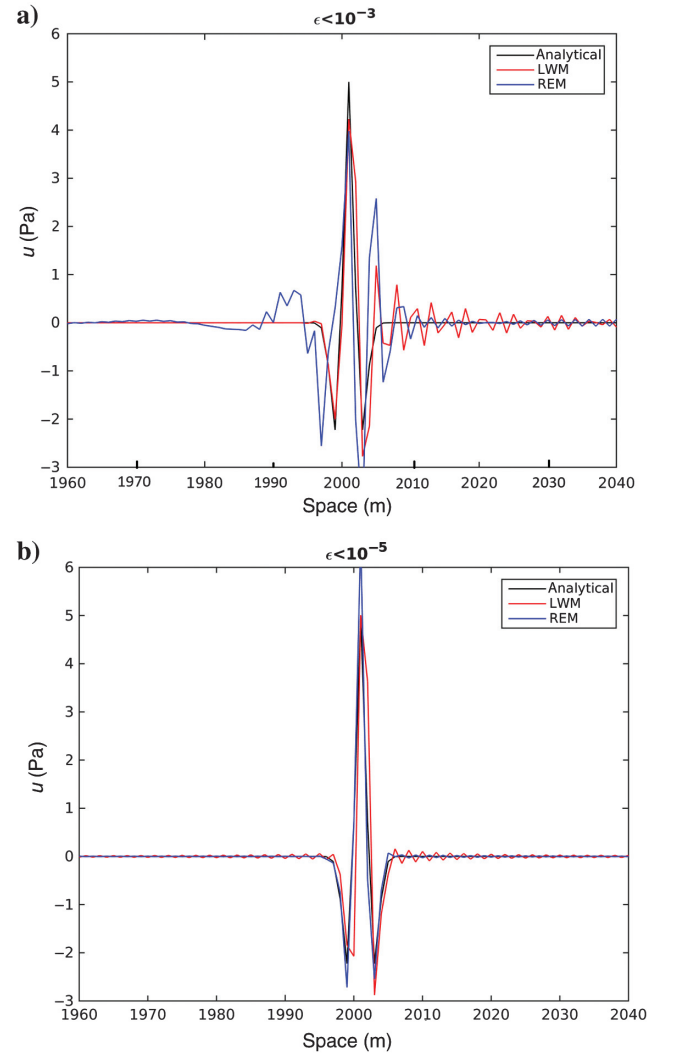 a)
ϵ<10⁻³
6
5
4
3
2
1
0
−1
−2
−3
u (Pa)
Analytical
LWM
REM
1960 1970 1980 1990 2000 2010 2020 2030 2040
Space (m)
b)
ϵ<10⁻⁵
6
5
4
3
2
1
0
−1
−2
−3
u (Pa)
Analytical
LWM
REM
1960 1970 1980 1990 2000 2010 2020 2030 2040
Space (m)